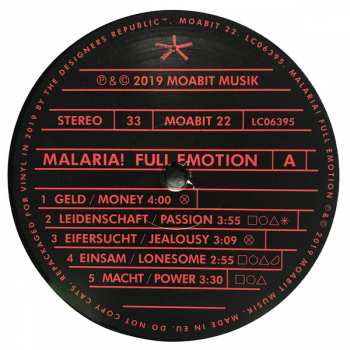 REPACKAGED FOR VINYL IN 2019 BY THE DESIGNERS REPUBLIC™. MOABIT 22. LC06395. MALARIA! FULL EMOTION ℗&© 2019 MOABIT MUSIK. MADE IN EU. DO NOT COPY CATS.
℗ & © 2019 MOABIT MUSIK
STEREO 33 MOABIT 22 LC06395
MALARIA! FULL EMOTION A
1 GELD / MONEY 4:00
2 LEIDENSCHAFT / PASSION 3:55
3 EIFERSUCHT / JEALOUSY 3:09
4 EINSAM / LONESOME 2:55
5 MACHT / POWER 3:30